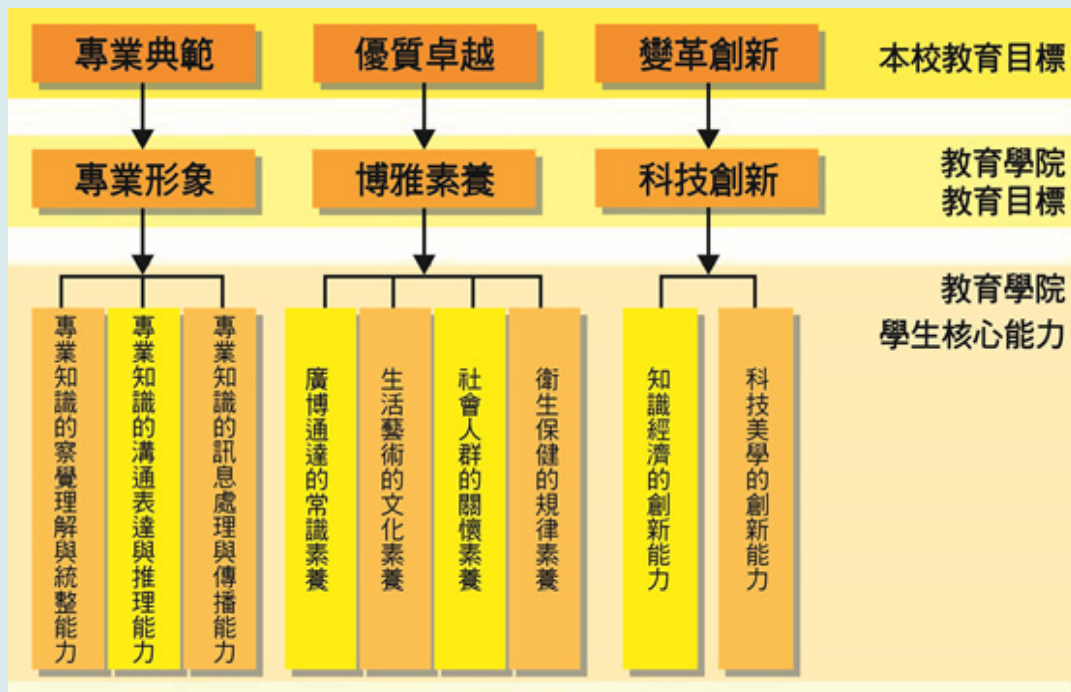 專業典範
優質卓越
變革創新
本校教育目標
專業形象
博雅素養
科技創新
教育學院
教育目標
教育學院
學生核心能力
專業知識的察覺理解與統整能力
專業知識的溝通表達與推理能力
專業知識的訊息處理與傳播能力
廣博通達的常識素養
生活藝術的文化素養
社會人群的關懷素養
衛生保健的規律素養
知識經濟的創新能力
科技美學的創新能力